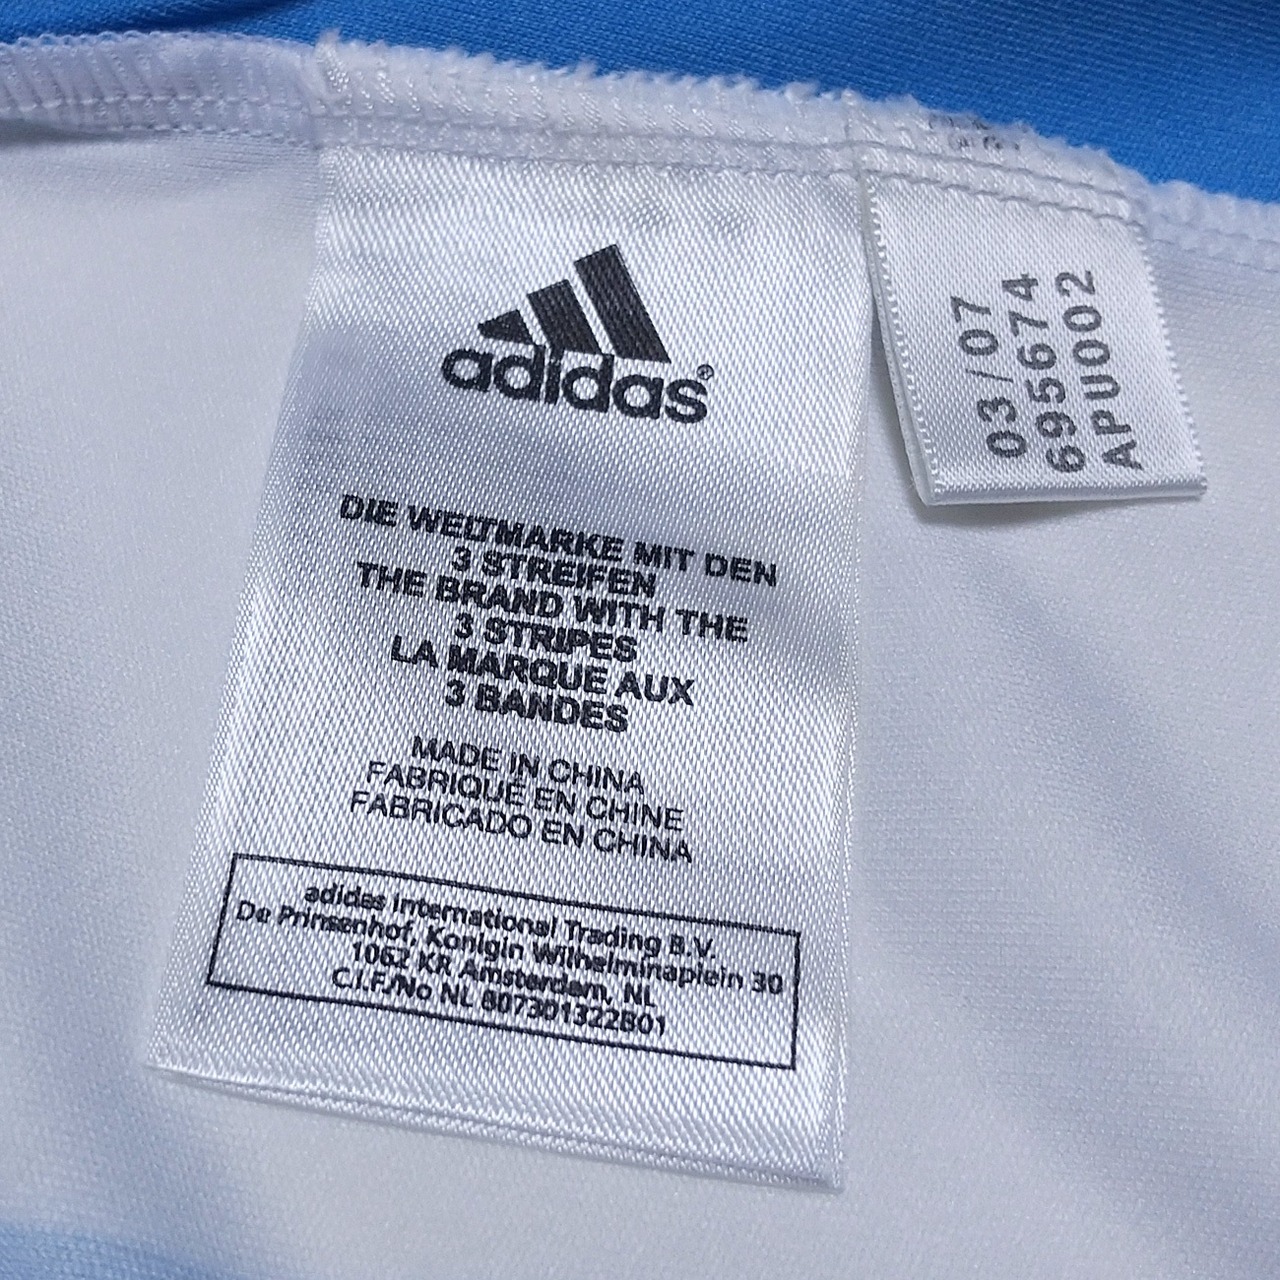 adidas®
DIE WELTMARKE MIT DEN
3 STREIFEN
THE BRAND WITH THE
3 STRIPES
LA MARQUE AUX
3 BANDES
MADE IN CHINA
FABRIQUÉ EN CHINE
FABRICADO EN CHINA
adidas International Trading B.V.
De Prinsenhof, Konigin Wilhelminaplein 30
1062 KR Amsterdam, NL
C.I.F./No NL 807301322B01
03/07
695674
APU002